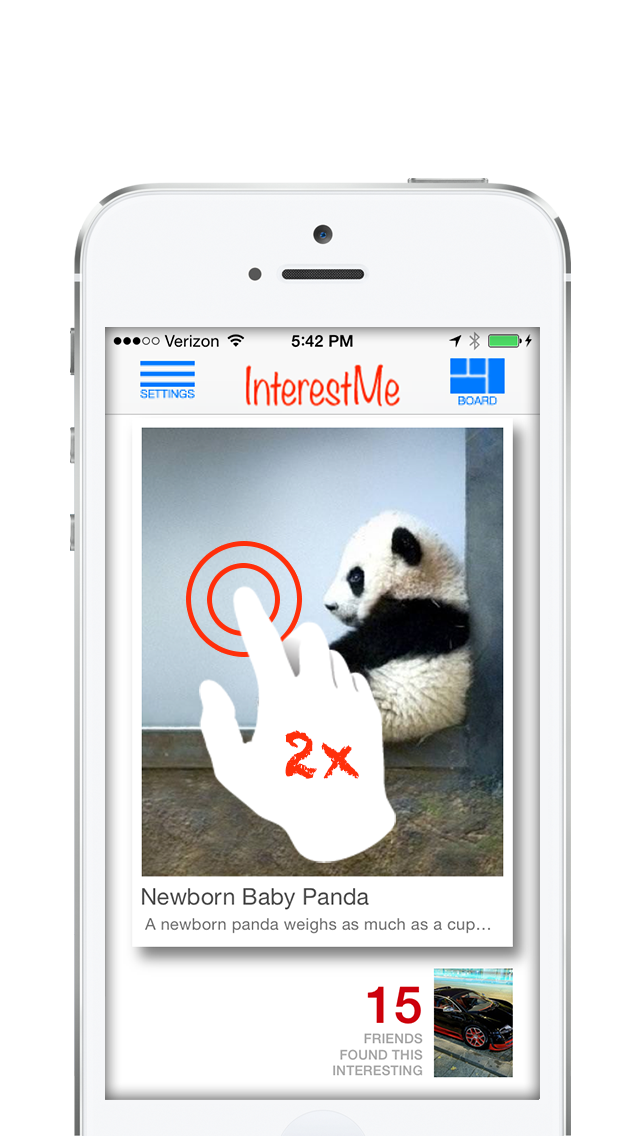 Verizon 5:42 PM
SETTINGS InterestMe BOARD
2x
Newborn Baby Panda
A newborn panda weighs as much as a cup...
15
FRIENDS
FOUND THIS
INTERESTING